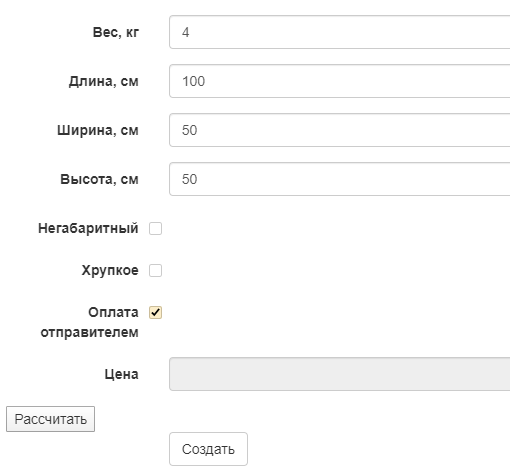 Вес, кг 4
Длина, см 100
Ширина, см 50
Высота, см 50
Негабаритный
Хрупкое
Оплата
отправителем
Цена
Рассчитать
Создать